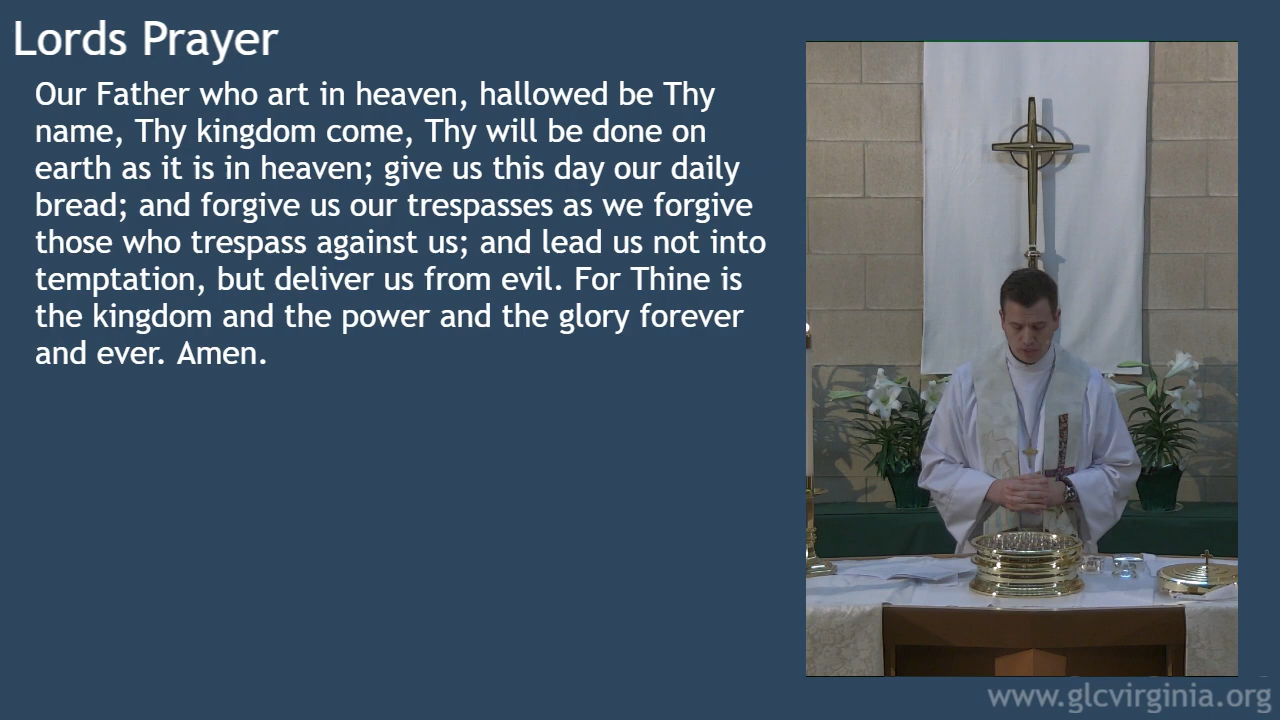 Lords Prayer
Our Father who art in heaven, hallowed be Thy
name, Thy kingdom come, Thy will be done on
earth as it is in heaven; give us this day our daily
bread; and forgive us our trespasses as we forgive
those who trespass against us; and lead us not into
temptation, but deliver us from evil. For Thine is
the kingdom and the power and the glory forever
and ever. Amen.
www.glcvirginia.org